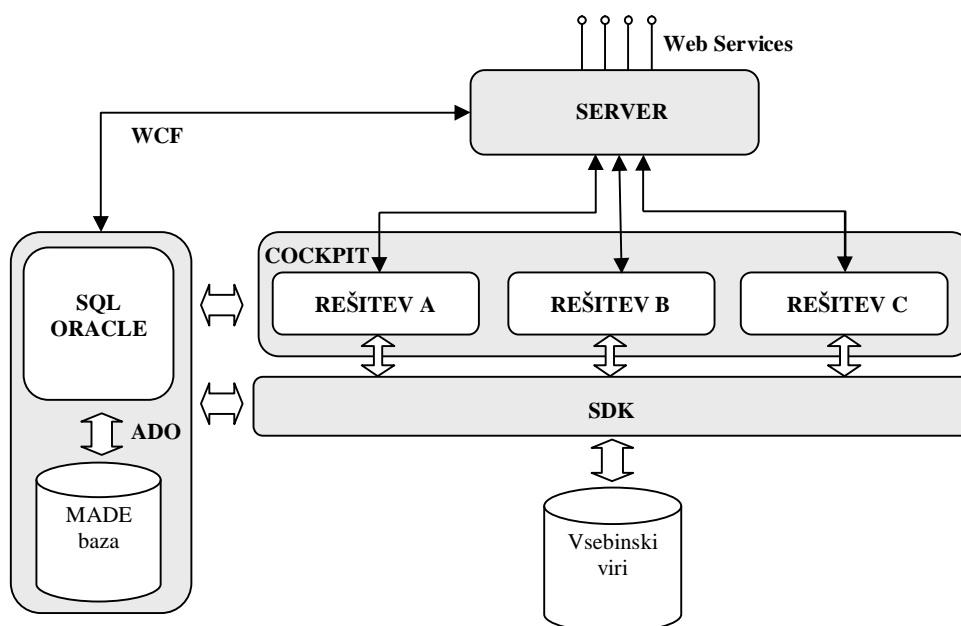 Web Services
SERVER
WCF
COCKPIT
SQL
ORACLE
REŠITEV A
REŠITEV B
REŠITEV C
SDK
ADO
MADE
baza
Vsebinski
viri